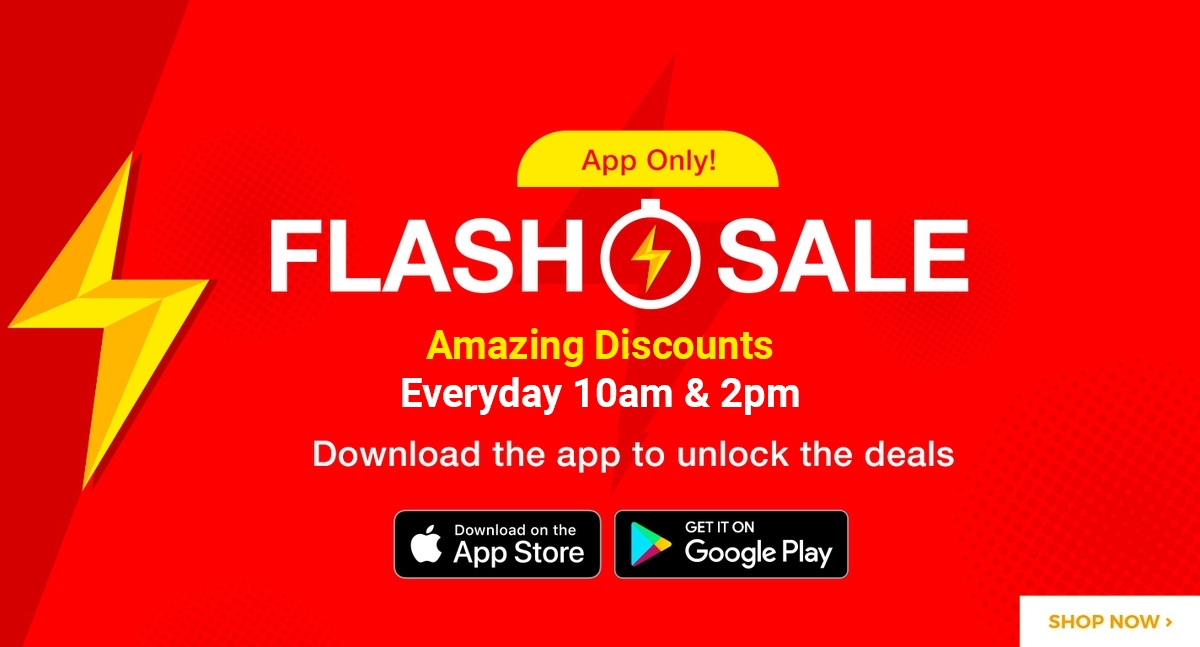 App Only!
FLASH SALE
Amazing Discounts
Everyday 10am & 2pm
Download the app to unlock the deals
Download on the
App Store
GET IT ON
Google Play
SHOP NOW ›